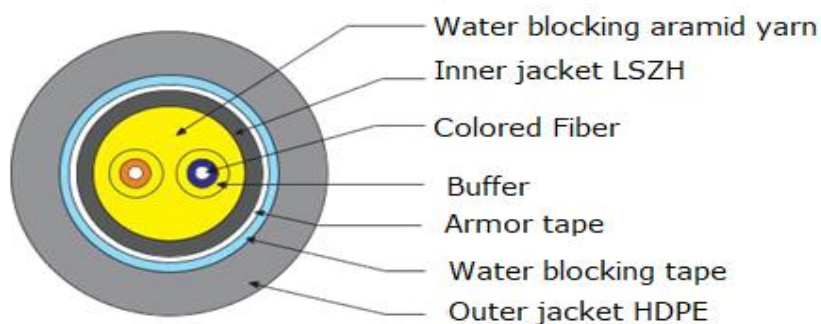 Water blocking aramid yarn
Inner jacket LSZH
Colored Fiber
Buffer
Armor tape
Water blocking tape
Outer jacket HDPE